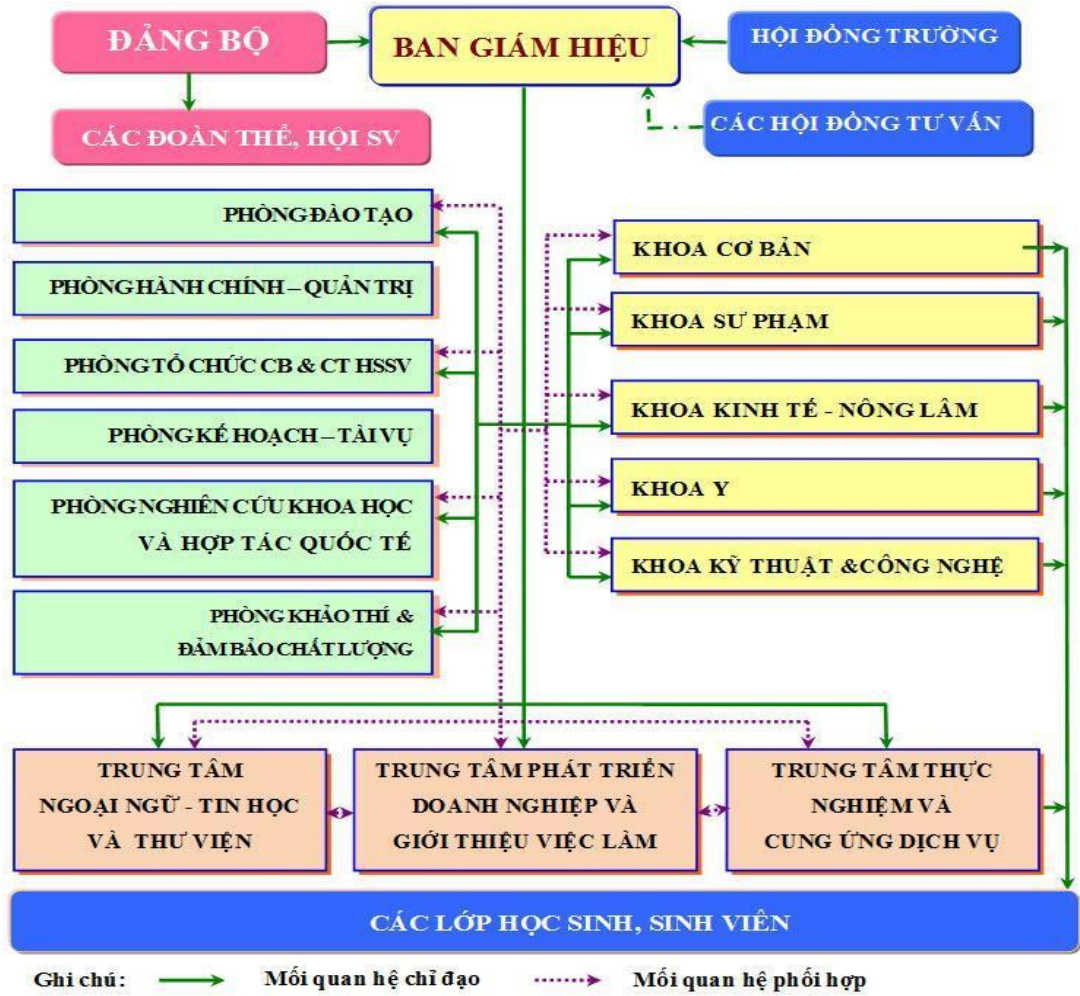 ĐẢNG BỘ
BAN GIÁM HIỆU
HỘI ĐỒNG TRƯỜNG
CÁC ĐOÀN THỂ, HỘI SV
CÁC HỘI ĐỒNG TƯ VẤN
PHÒNG ĐÀO TẠO
PHÒNG HÀNH CHÍNH – QUẢN TRỊ
PHÒNG TỔ CHỨC CB & CT HSSV
PHÒNG KẾ HOẠCH – TÀI VỤ
PHÒNG NGHIÊN CỨU KHOA HỌC
VÀ HỢP TÁC QUỐC TẾ
PHÒNG KHẢO THÍ &
ĐẢM BẢO CHẤT LƯỢNG
KHOA CƠ BẢN
KHOA SƯ PHẠM
KHOA KINH TẾ - NÔNG LÂM
KHOA Y
KHOA KỸ THUẬT &CÔNG NGHỆ
TRUNG TÂM
NGOẠI NGỮ - TIN HỌC
VÀ THƯ VIỆN
TRUNG TÂM PHÁT TRIỂN
DOANH NGHIỆP VÀ
GIỚI THIỆU VIỆC LÀM
TRUNG TÂM THỰC
NGHIỆM VÀ
CUNG ỨNG DỊCH VỤ
CÁC LỚP HỌC SINH, SINH VIÊN
Ghi chú: Mối quan hệ chỉ đạo Mối quan hệ phối hợp